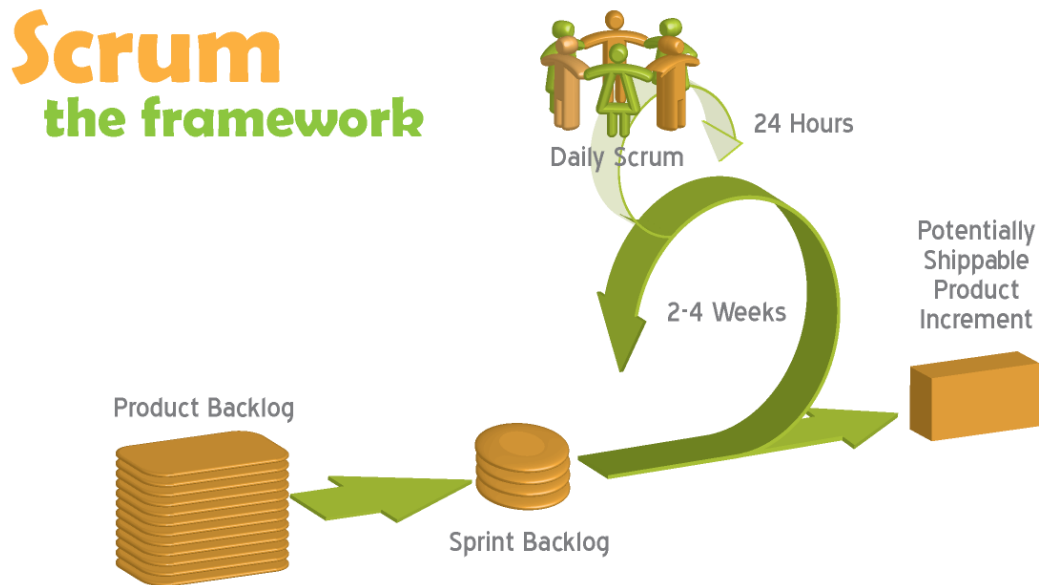 Scrum
the framework
24 Hours
Daily Scrum
Potentially
Shippable
Product
Increment
2-4 Weeks
Product Backlog
Sprint Backlog